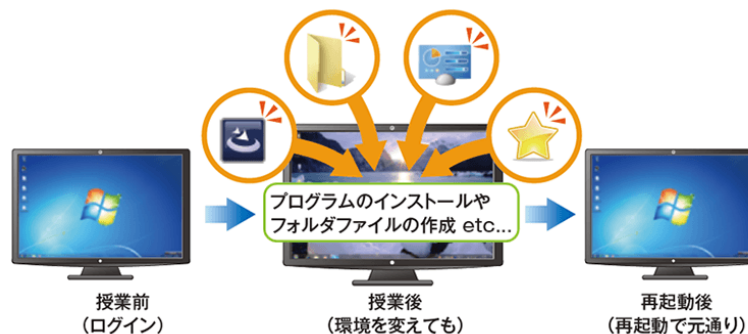 プログラムのインストールや
フォルダファイルの作成 etc...
授業前
(ログイン)
授業後
(環境を変えても)
再起動後
(再起動で元通り)